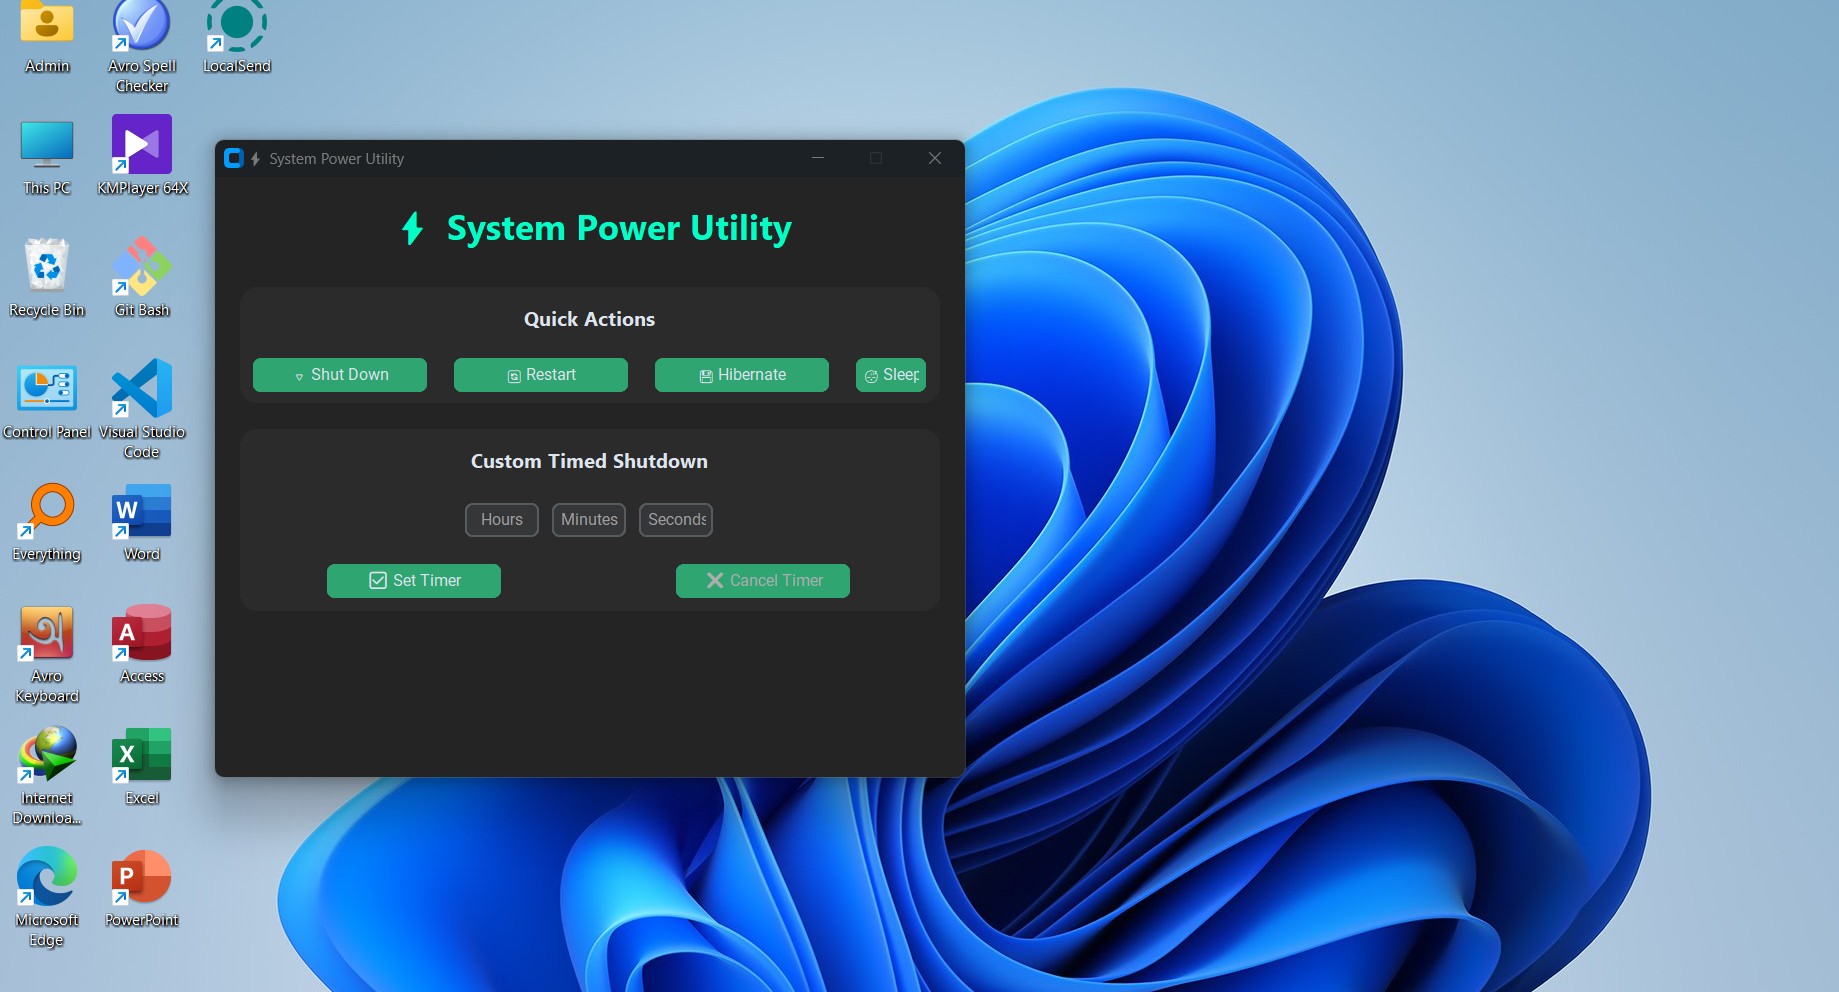 Admin
Avro Spell
Checker
LocalSend
This PC
KMPlayer 64X
Recycle Bin
Git Bash
Control Panel
Visual Studio
Code
Everything
Word
Avro
Keyboard
Access
Internet
Downloa...
Excel
Microsoft
Edge
PowerPoint
System Power Utility
System Power Utility
Quick Actions
Shut Down
Restart
Hibernate
Sleep
Custom Timed Shutdown
Hours
Minutes
Seconds
Set Timer
Cancel Timer